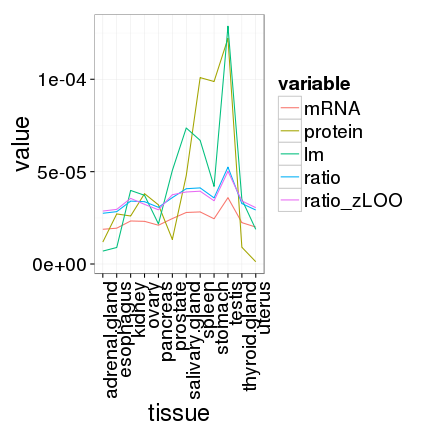 value
1e-04
5e-05
0e+00
adrenal.gland
esophagus
kidney
ovary
pancreas
prostate
salivary.gland
spleen
stomach
testis
thyroid.gland
uterus
tissue
variable
mRNA
protein
lm
ratio
ratio_zLOO